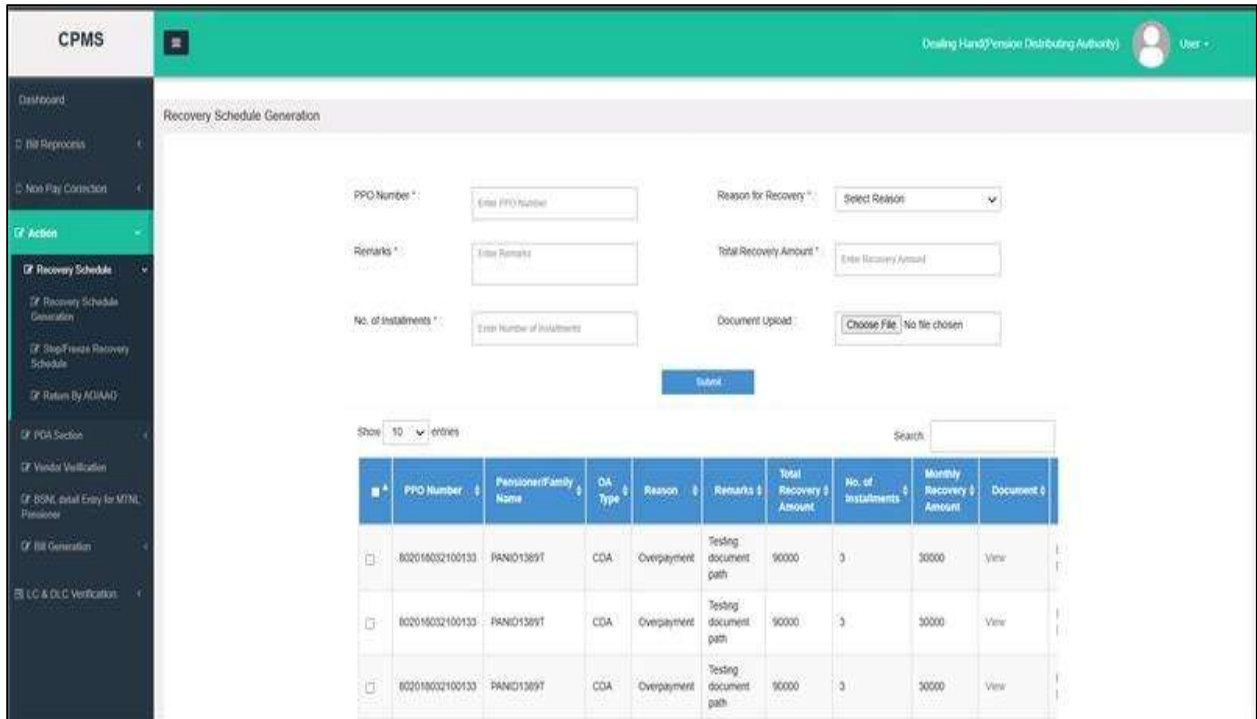 CPMS
Dealing Hand(Pension Distributing Authority)
User
Dashboard
Bill Reprocess
Non Pay Correction
Action
Recovery Schedule
Recovery Schedule
Generation
Stop/Freeze Recovery
Schedule
Return By AO/AAO
PDA Section
Vendor Verification
BSNL detail Entry for MTNL
Pensioner
Bill Generation
LC & DLC Verification
Recovery Schedule Generation
PPO Number * :
Enter PPO Number
Reason for Recovery * :
Select Reason
Remarks * :
Enter Remarks
Total Recovery Amount * :
Enter Recovery Amount
No. of Installments * :
Enter Number of Installments
Document Upload :
Choose File No file chosen
Submit
Show 10 entries
Search:
PPO Number
Pensioner/Family
Name
DA
Type
Reason
Remarks
Total
Recovery
Amount
No. of
Installments
Monthly
Recovery
Amount
Document
802016032100133 PANID1389T CDA Overpayment Testing document path 90000 3 30000 View
802016032100133 PANID1389T CDA Overpayment Testing document path 90000 3 30000 View
802016032100133 PANID1389T CDA Overpayment Testing document path 90000 3 30000 View